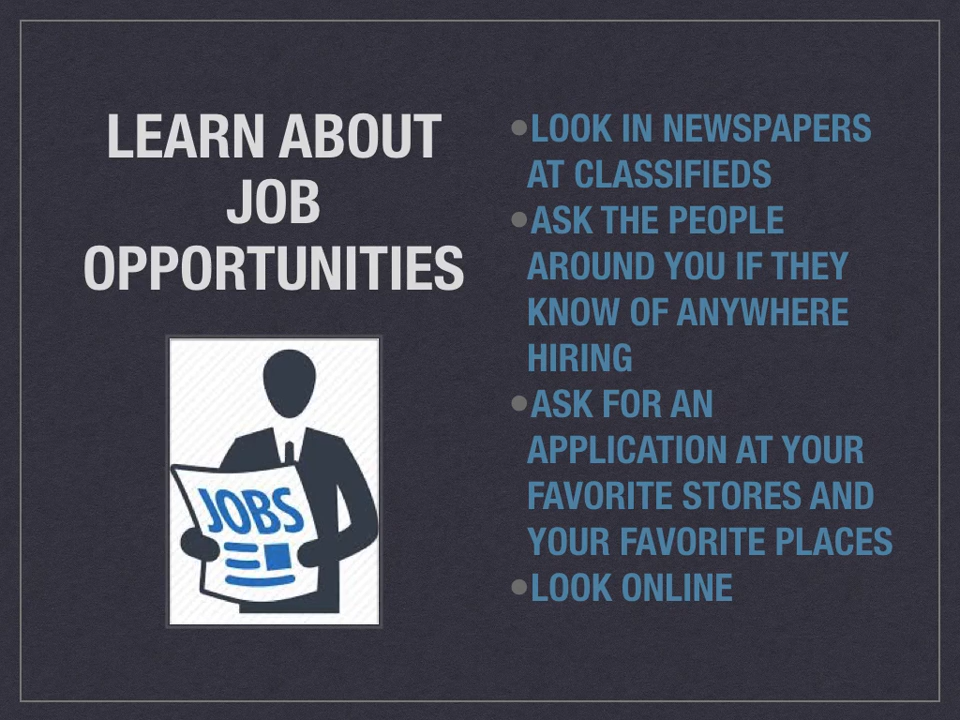 LEARN ABOUT
JOB
OPPORTUNITIES
JOBS
•LOOK IN NEWSPAPERS
AT CLASSIFIEDS
•ASK THE PEOPLE
AROUND YOU IF THEY
KNOW OF ANYWHERE
HIRING
•ASK FOR AN
APPLICATION AT YOUR
FAVORITE STORES AND
YOUR FAVORITE PLACES
•LOOK ONLINE